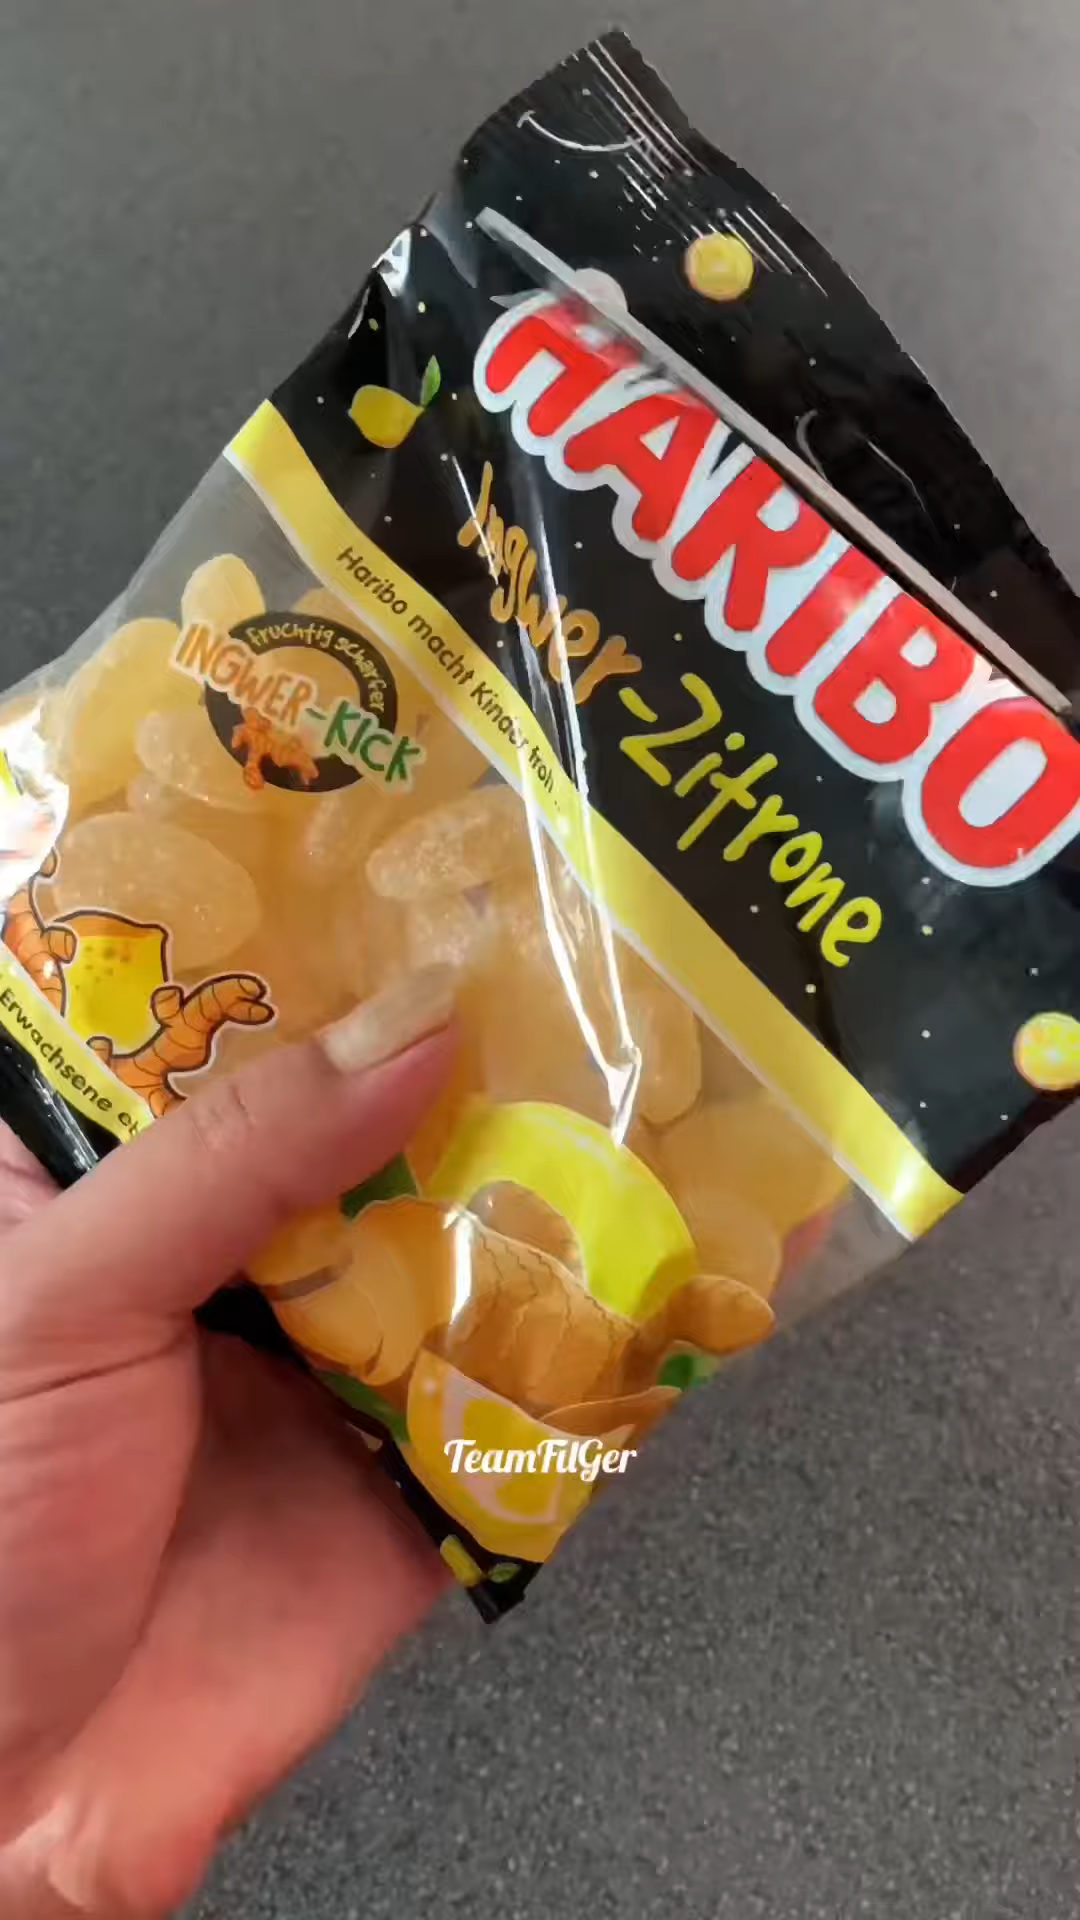 HARIBO
Ingwer-Zitrone
Haribo macht Kinder froh ...
fruchtig scharfer
INGWER-KICK
Erwachsene
TeamFilGer